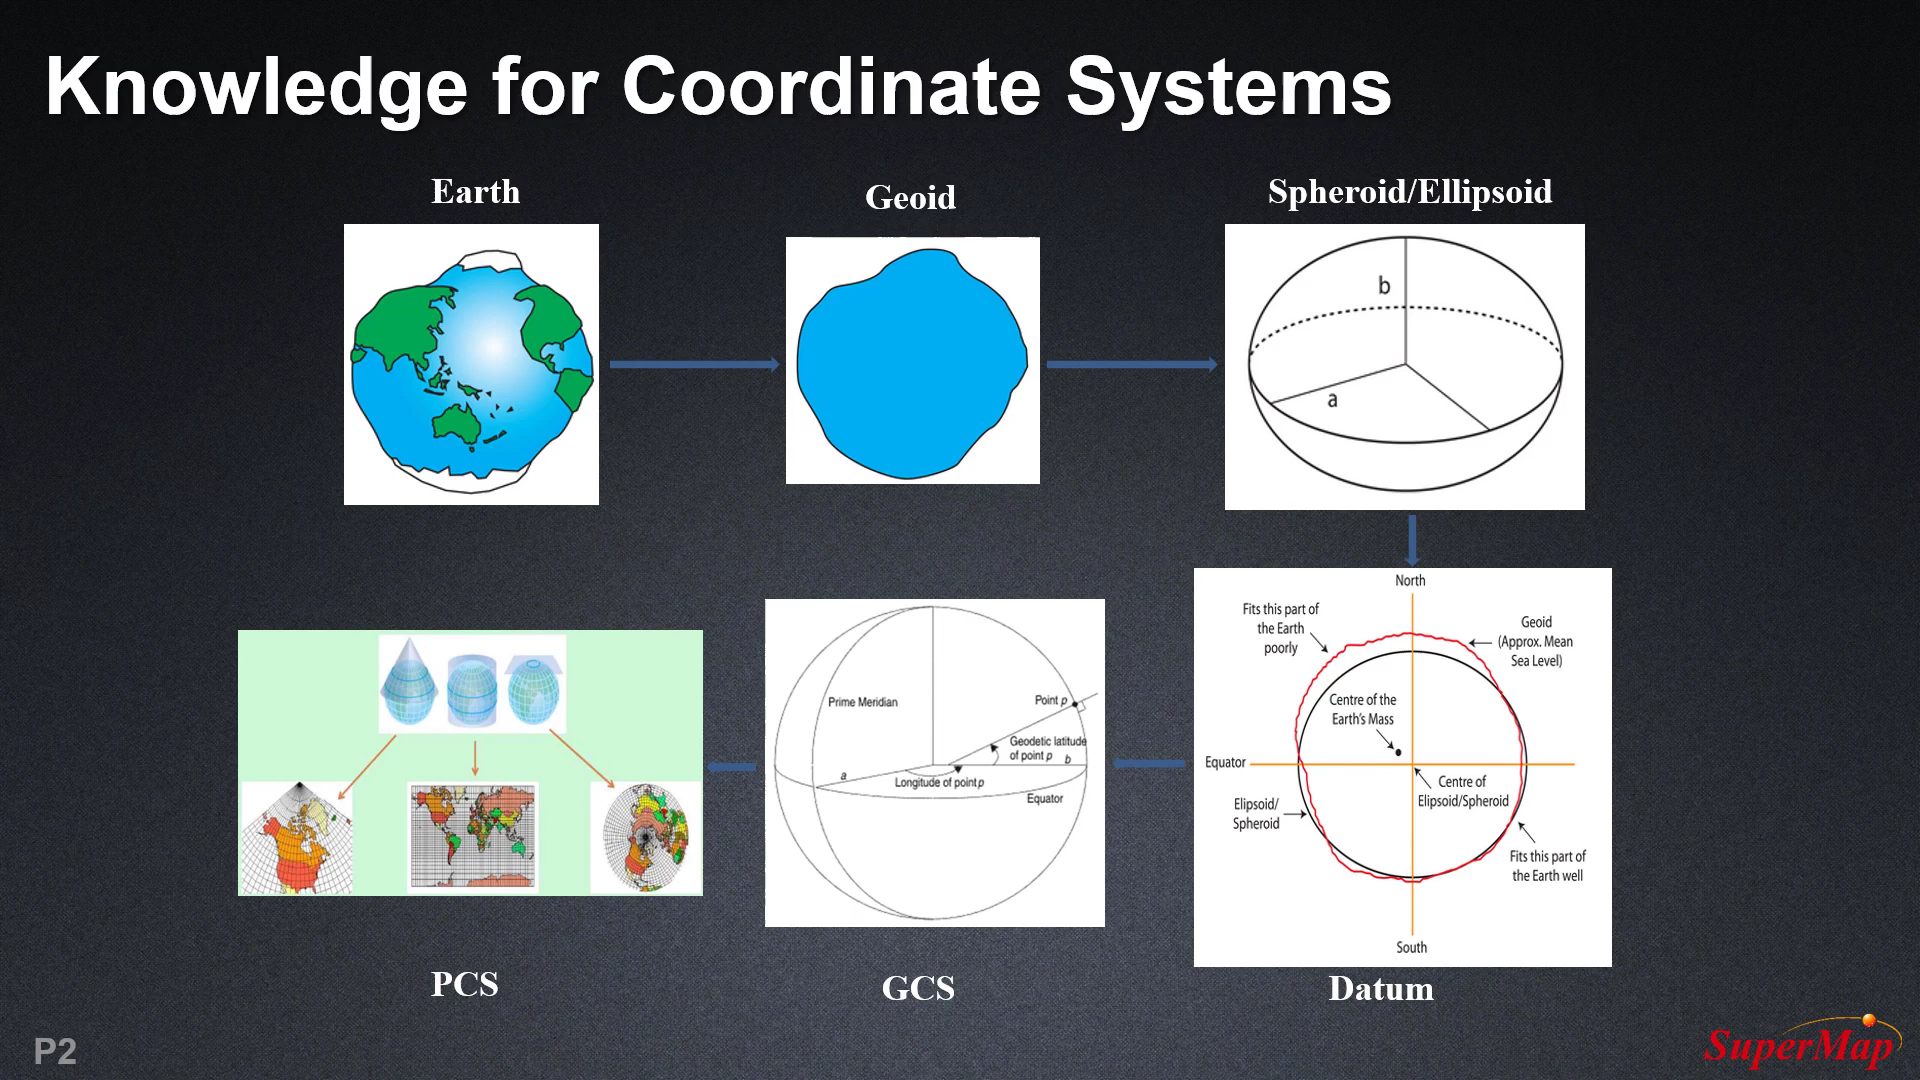 Knowledge for Coordinate Systems
Earth
Geoid
Spheroid/Ellipsoid
b
a
North
Fits this part of
the Earth
poorly
Geoid
(Approx. Mean
Sea Level)
Centre of the
Earth's Mass
Equator
Centre of
Elipsoid/Spheroid
Elipsoid/
Spheroid
Fits this part of
the Earth well
South
Datum
Prime Meridian
Point p
Geodetic latitude
of point p
b
a
Longitude of point p
Equator
GCS
PCS
P2
SuperMap